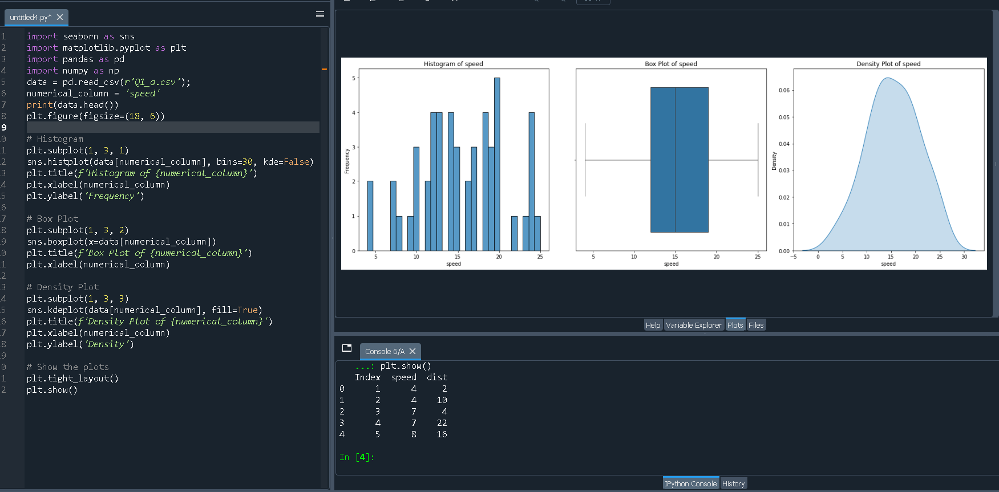 untitled4.py*
1 import seaborn as sns
2 import matplotlib.pyplot as plt
3 import pandas as pd
4 import numpy as np
5 data = pd.read_csv(r'Q1_a.csv');
6 numerical_column = 'speed'
7 print(data.head())
8 plt.figure(figsize=(18, 6))
9
0 # Histogram
1 plt.subplot(1, 3, 1)
2 sns.histplot(data[numerical_column], bins=30, kde=False)
3 plt.title(f'Histogram of {numerical_column}')
4 plt.xlabel(numerical_column)
5 plt.ylabel('Frequency')
6
7 # Box Plot
8 plt.subplot(1, 3, 2)
9 sns.boxplot(x=data[numerical_column])
0 plt.title(f'Box Plot of {numerical_column}')
1 plt.xlabel(numerical_column)
2
3 # Density Plot
4 plt.subplot(1, 3, 3)
5 sns.kdeplot(data[numerical_column], fill=True)
6 plt.title(f'Density Plot of {numerical_column}')
7 plt.xlabel(numerical_column)
8 plt.ylabel('Density')
9
0 # Show the plots
1 plt.tight_layout()
2 plt.show()
Histogram of speed
Frequency
5
4
3
2
1
0
5 10 15 20 25
speed
Box Plot of speed
5 10 15 20 25
speed
Density Plot of speed
Density
0.06
0.05
0.04
0.03
0.02
0.01
0.00
−5 0 5 10 15 20 25 30
speed
Help Variable Explorer Plots Files
Console 6/A
...: plt.show()
Index speed dist
0 1 4 2
1 2 4 10
2 3 7 4
3 4 7 22
4 5 8 16
In [4]:
IPython Console History